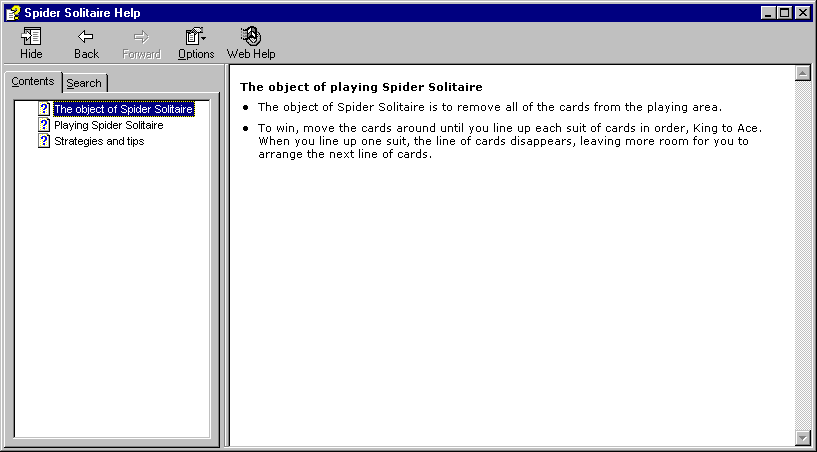 Spider Solitaire Help
Hide Back Forward Options Web Help
Contents Search
The object of Spider Solitaire
Playing Spider Solitaire
Strategies and tips
The object of playing Spider Solitaire
• The object of Spider Solitaire is to remove all of the cards from the playing area.
• To win, move the cards around until you line up each suit of cards in order, King to Ace.
When you line up one suit, the line of cards disappears, leaving more room for you to
arrange the next line of cards.